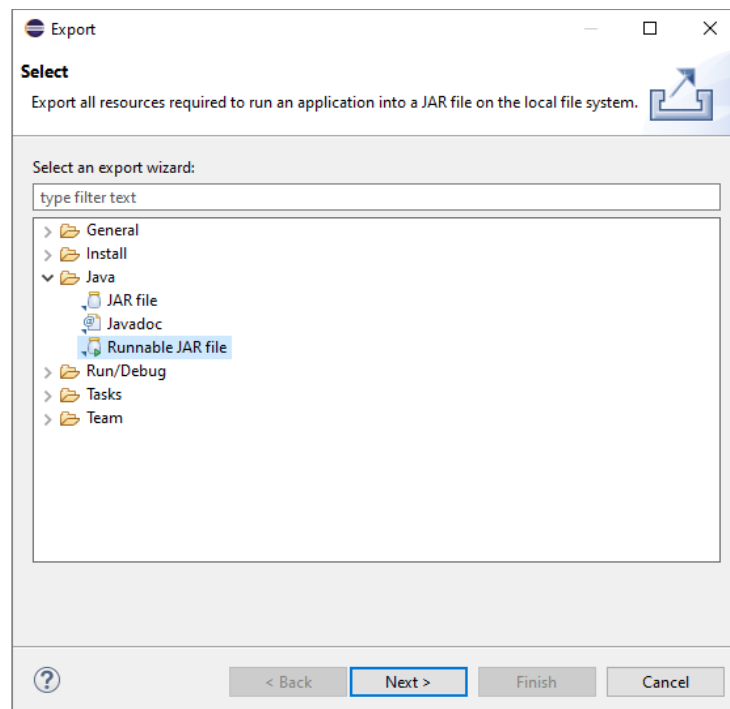 Export
Select
Export all resources required to run an application into a JAR file on the local file system.
Select an export wizard:
type filter text
General
Install
Java
JAR file
@ Javadoc
Runnable JAR file
Run/Debug
Tasks
Team
? < Back Next > Finish Cancel